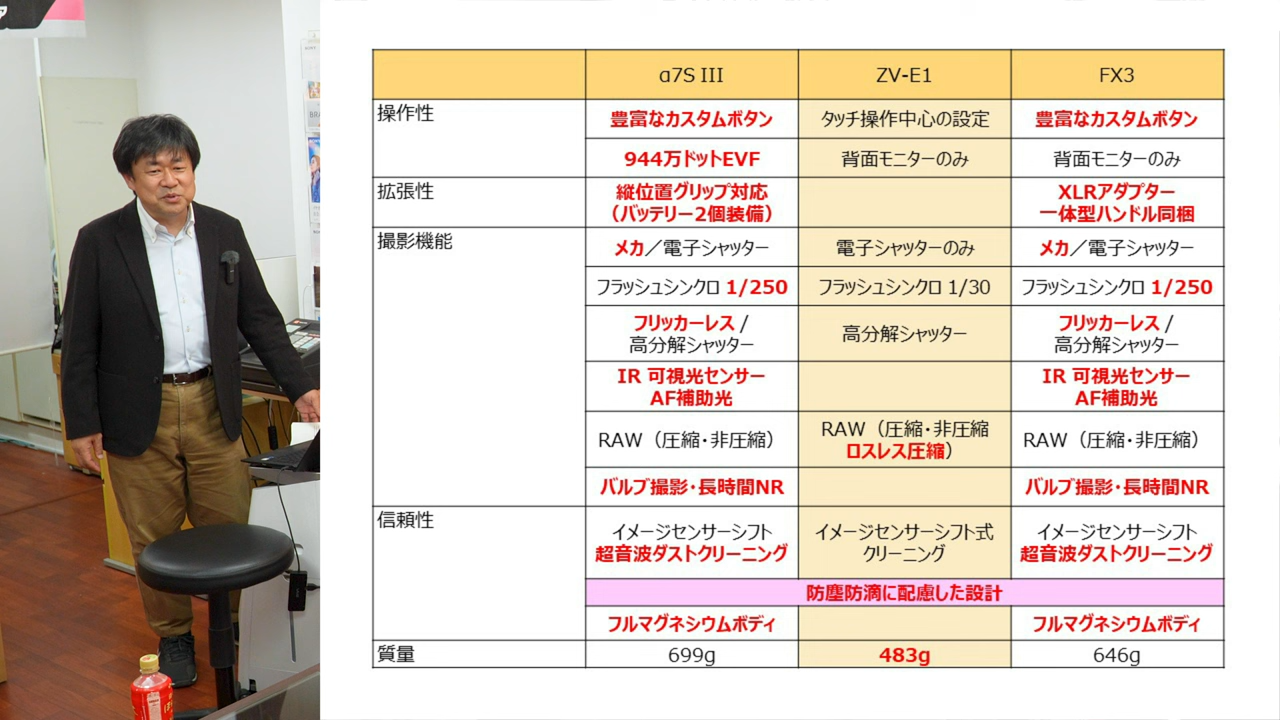 α7S III
ZV-E1
FX3
操作性
豊富なカスタムボタン
タッチ操作中心の設定
豊富なカスタムボタン
944万ドットEVF
背面モニターのみ
背面モニターのみ
拡張性
縦位置グリップ対応
（バッテリー2個装備）
XLRアダプター
一体型ハンドル同梱
撮影機能
メカ／電子シャッター
電子シャッターのみ
メカ／電子シャッター
フラッシュシンクロ 1/250
フラッシュシンクロ 1/30
フラッシュシンクロ 1/250
フリッカーレス /
高分解シャッター
高分解シャッター
フリッカーレス /
高分解シャッター
IR 可視光センサー
AF補助光
IR 可視光センサー
AF補助光
RAW（圧縮・非圧縮）
RAW（圧縮・非圧縮
ロスレス圧縮）
RAW（圧縮・非圧縮）
バルブ撮影・長時間NR
バルブ撮影・長時間NR
信頼性
イメージセンサーシフト
超音波ダストクリーニング
イメージセンサーシフト式
クリーニング
イメージセンサーシフト
超音波ダストクリーニング
防塵防滴に配慮した設計
フルマグネシウムボディ
フルマグネシウムボディ
質量
699g
483g
646g